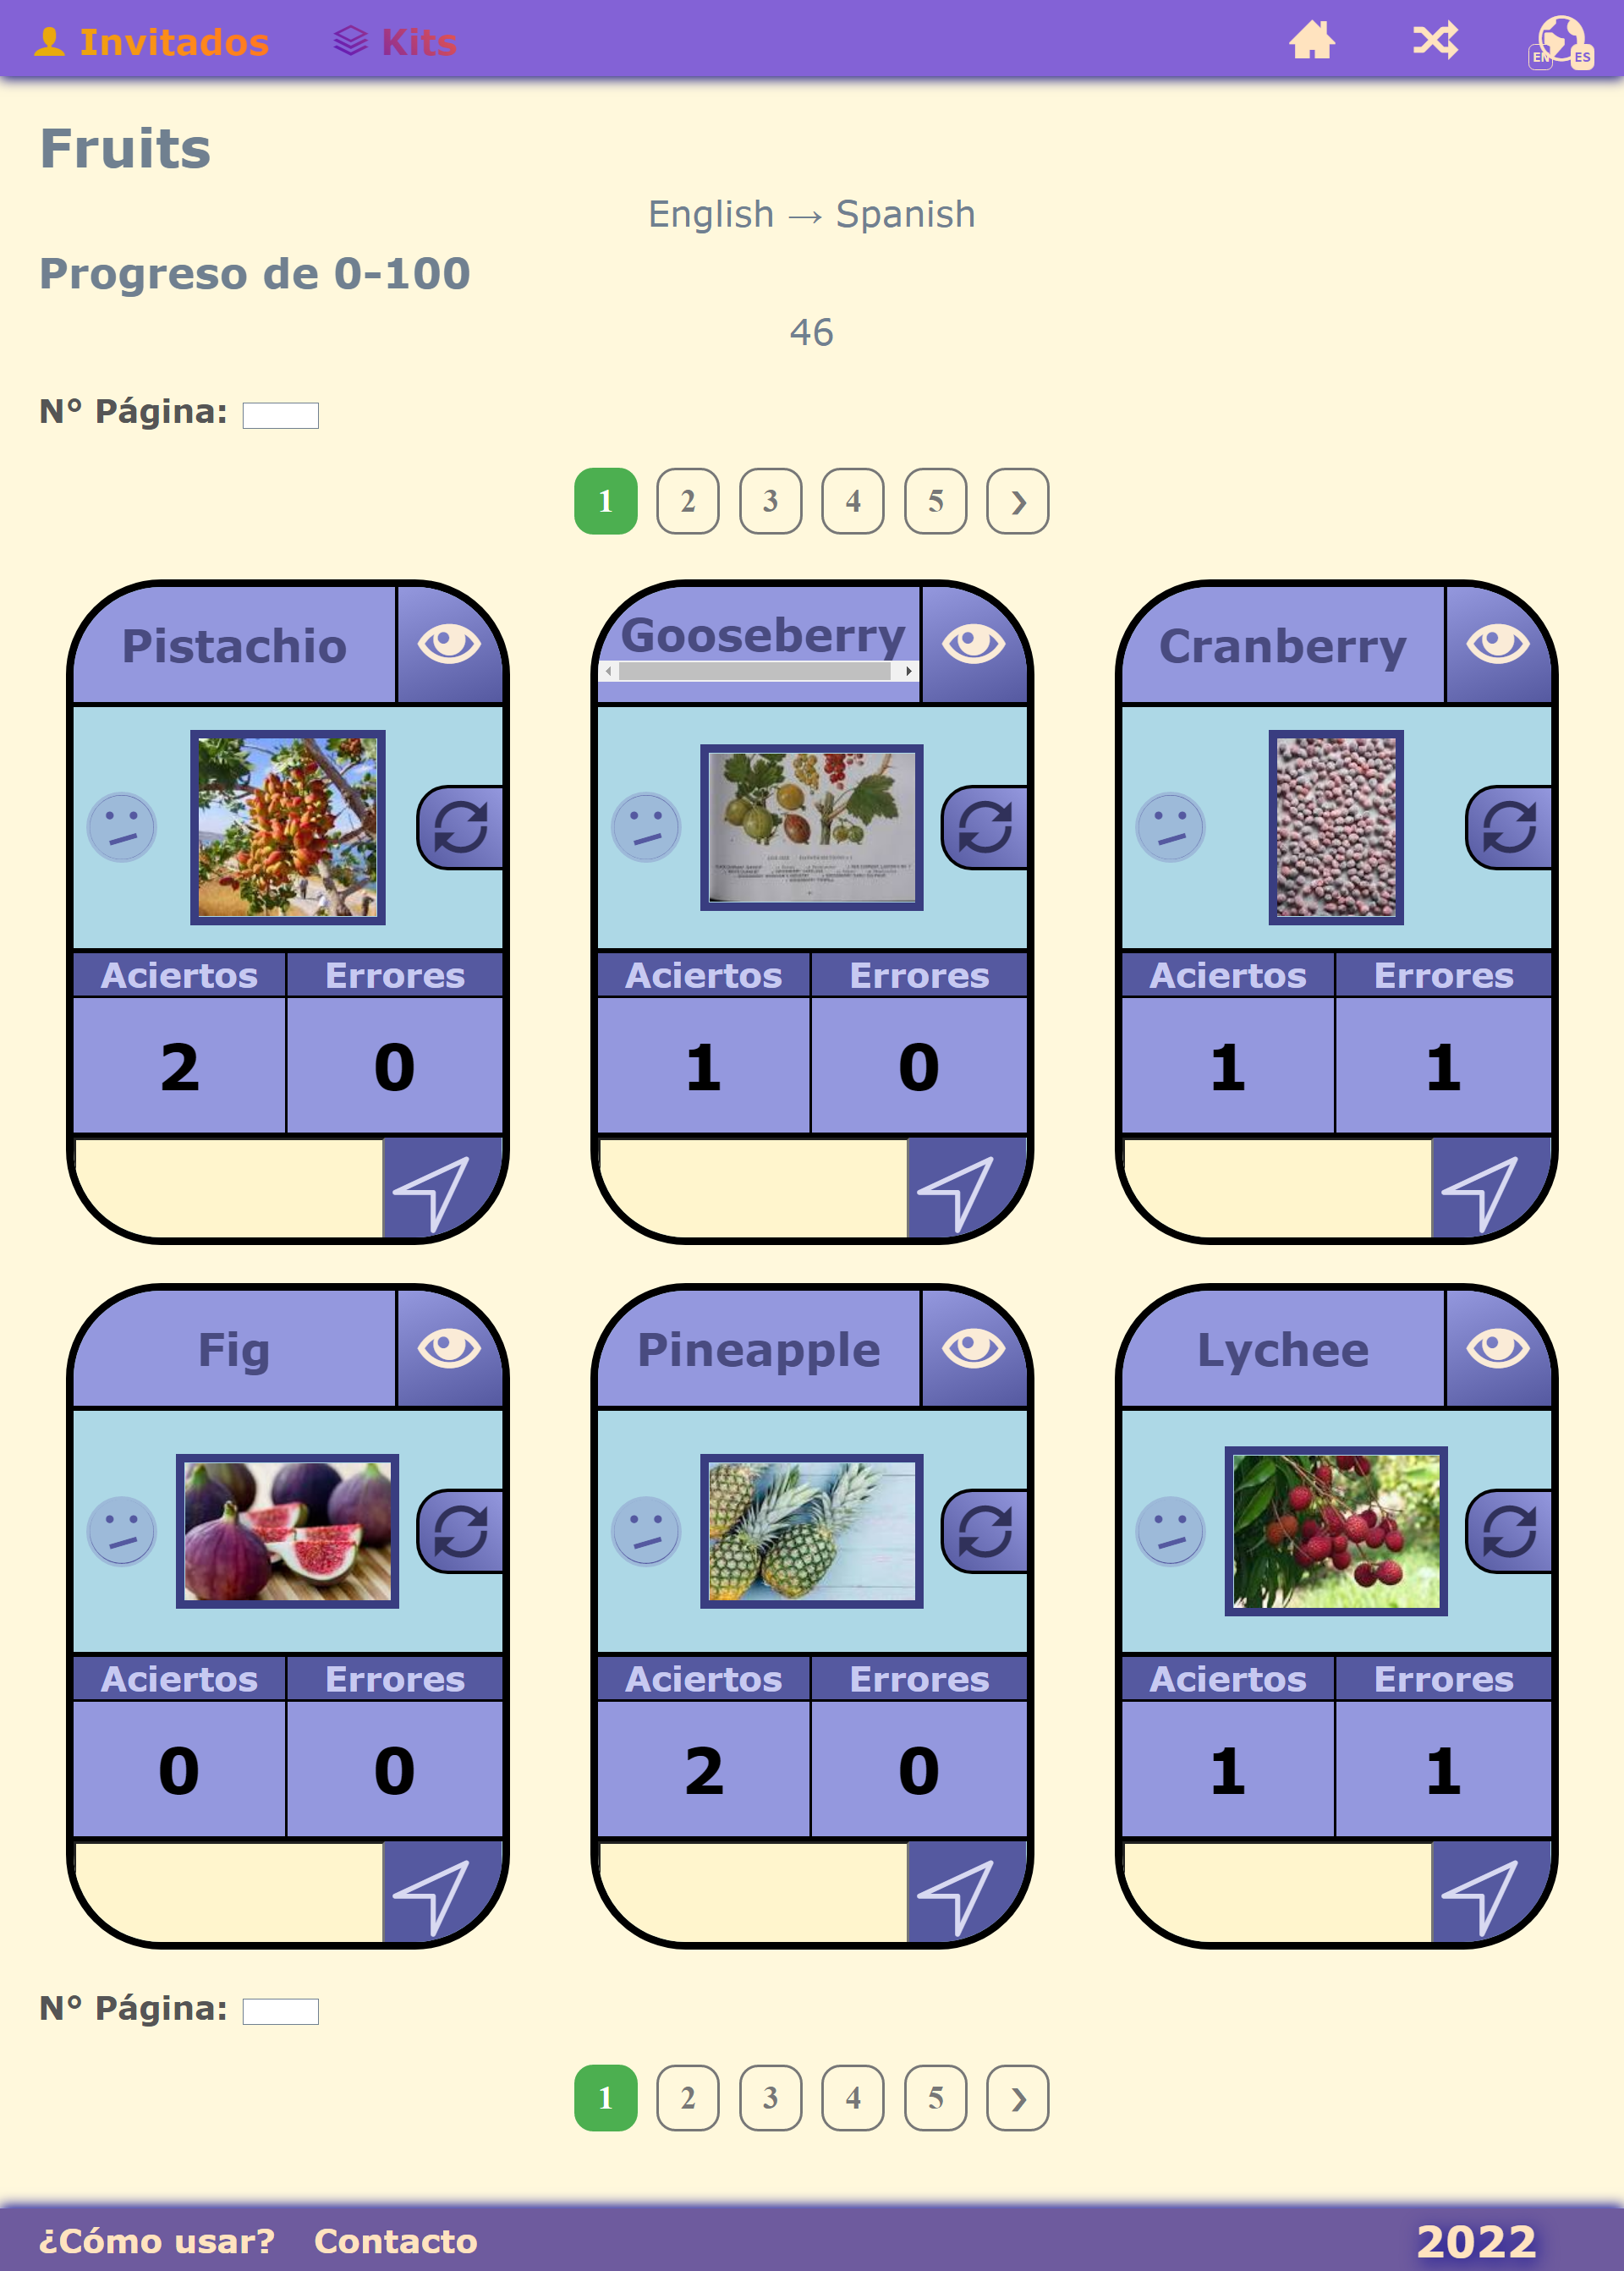 Invitados Kits EN ES
Fruits
English → Spanish
Progreso de 0-100
46
N° Página:
1 2 3 4 5 ❯
Pistachio
Aciertos Errores
2 0
Gooseberry
Aciertos Errores
1 0
Cranberry
Aciertos Errores
1 1
Fig
Aciertos Errores
0 0
Pineapple
Aciertos Errores
2 0
Lychee
Aciertos Errores
1 1
N° Página:
1 2 3 4 5 ❯
¿Cómo usar? Contacto 2022